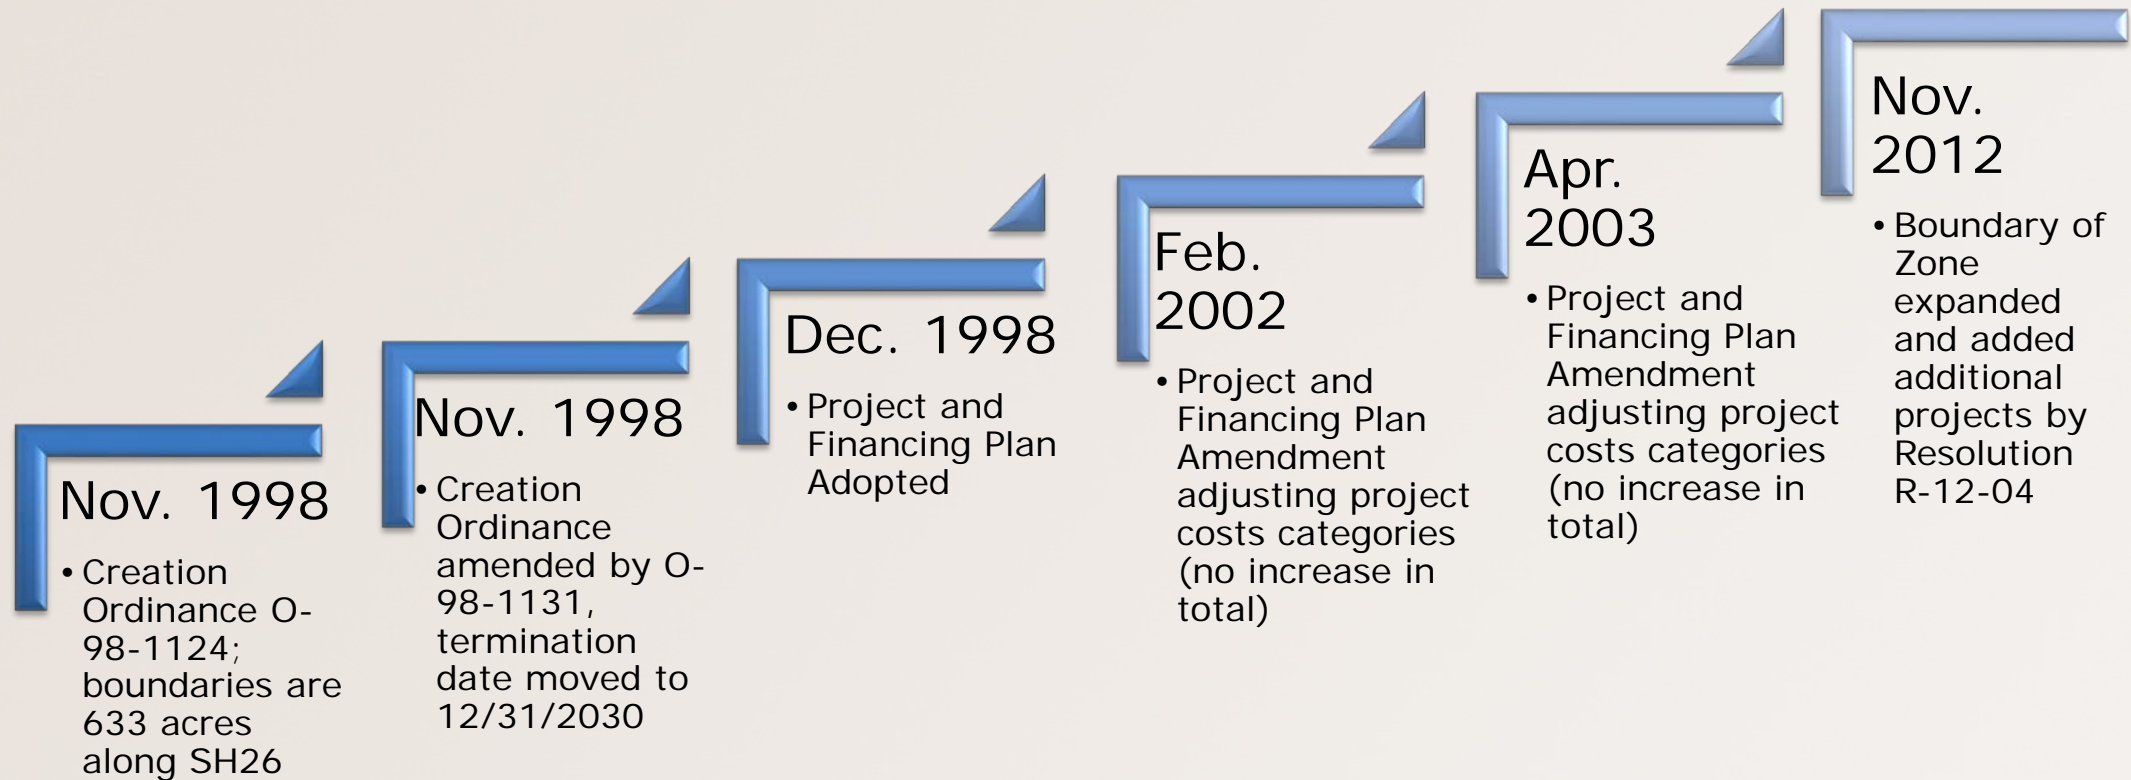 Nov. 1998
• Creation
Ordinance O-
98-1124;
boundaries are
633 acres
along SH26
Nov. 1998
• Creation
Ordinance
amended by O-
98-1131,
termination
date moved to
12/31/2030
Dec. 1998
• Project and
Financing Plan
Adopted
Feb.
2002
• Project and
Financing Plan
Amendment
adjusting project
costs categories
(no increase in
total)
Apr.
2003
• Project and
Financing Plan
Amendment
adjusting project
costs categories
(no increase in
total)
Nov.
2012
• Boundary of
Zone
expanded
and added
additional
projects by
Resolution
R-12-04